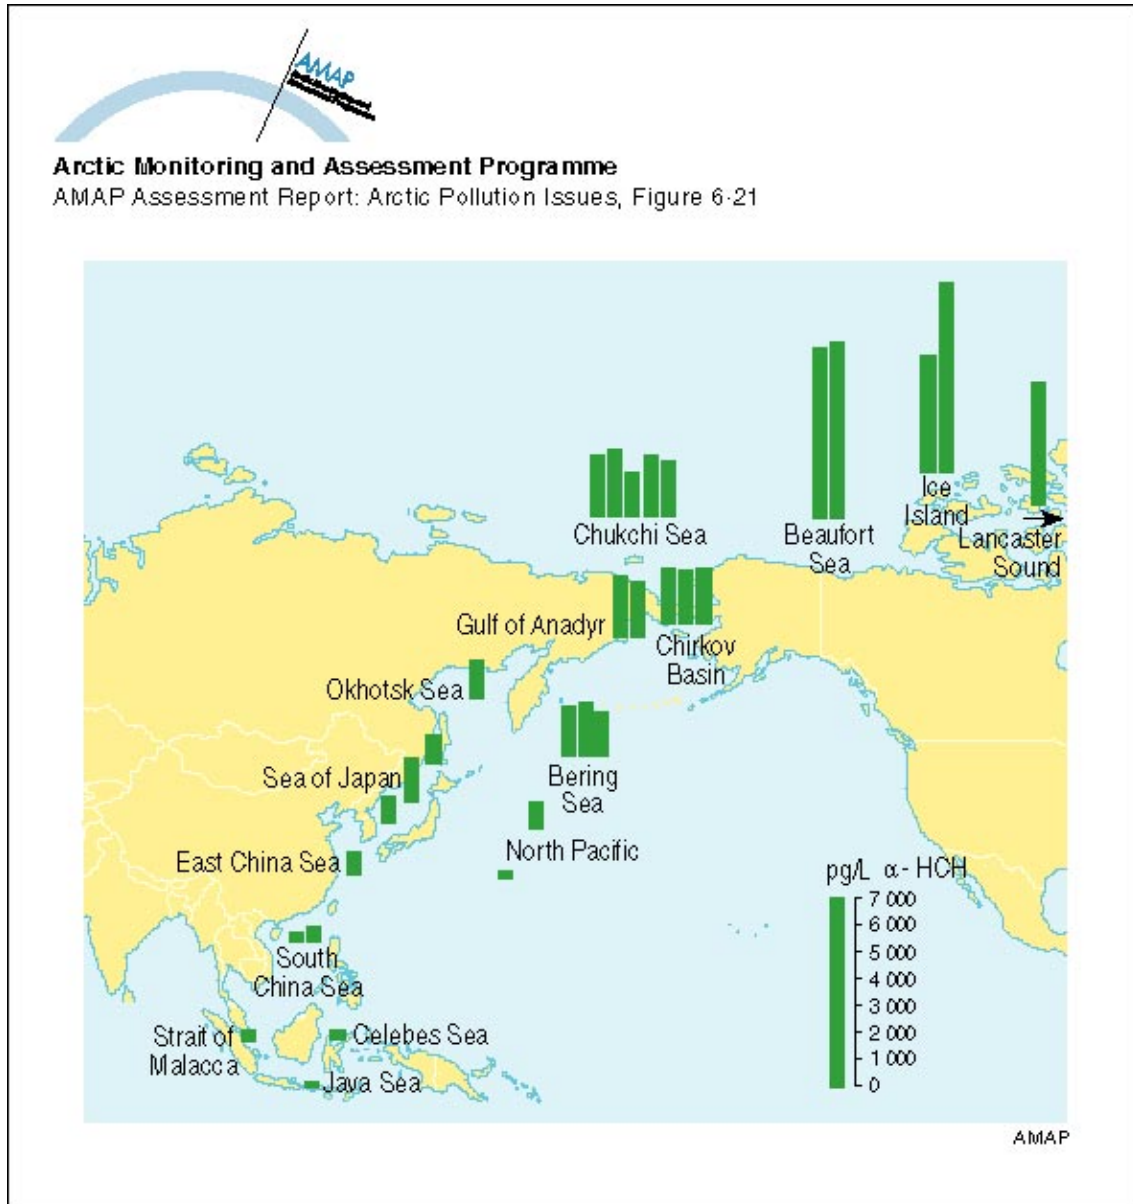 AMAP
Arctic Monitoring and Assessment Programme
AMAP Assessment Report: Arctic Pollution Issues, Figure 6·21
Ice
Island
Chukchi Sea
Beaufort
Sea
Lancaster
Sound
Gulf of Anadyr
Chirkov
Basin
Okhotsk Sea
Sea of Japan
Bering
Sea
North Pacific
East China Sea
pg/L α - HCH
7 000
6 000
5 000
4 000
3 000
2 000
1 000
0
South
China Sea
Strait of
Malacca
Celebes Sea
Java Sea
AMAP